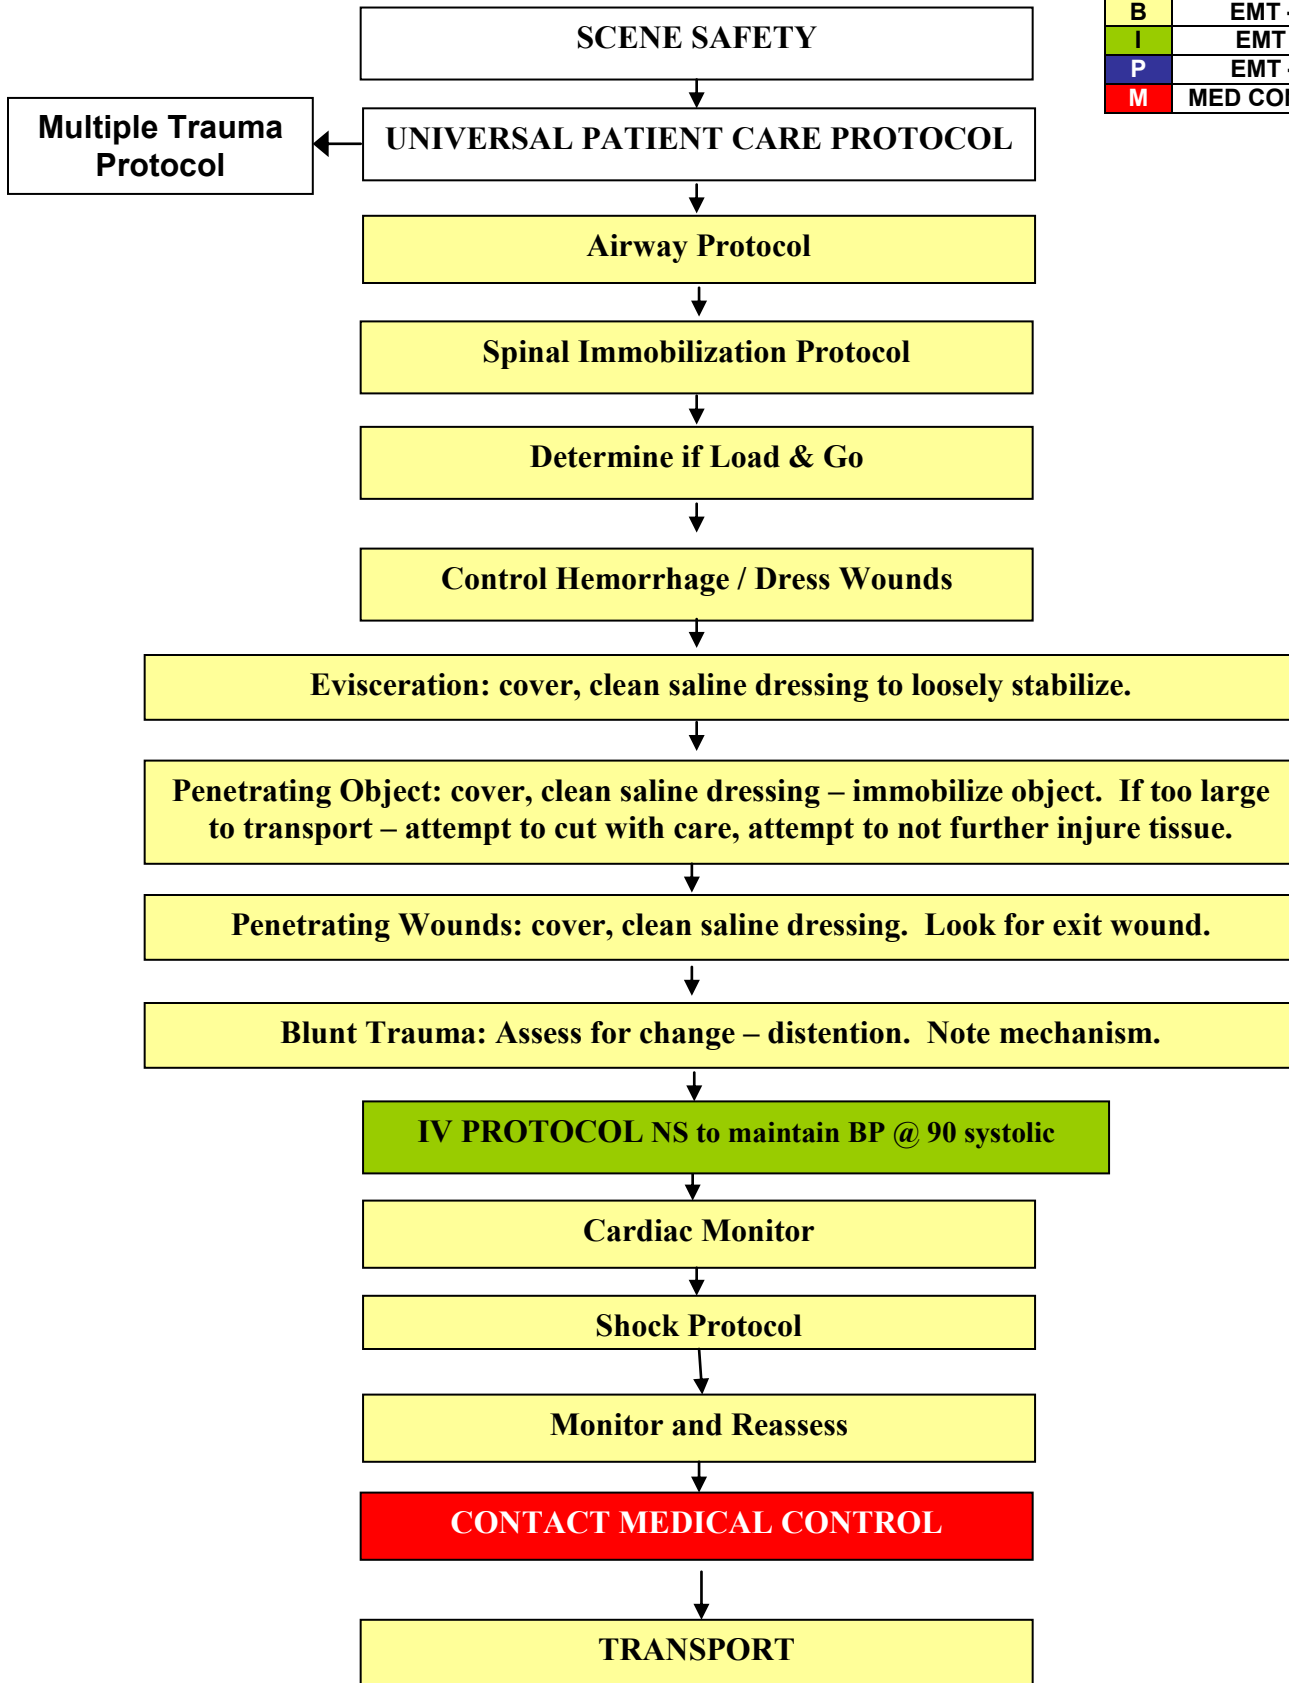 SCENE SAFETY
B EMT -
I EMT
P EMT -
M MED CO
Multiple Trauma
Protocol
UNIVERSAL PATIENT CARE PROTOCOL
Airway Protocol
Spinal Immobilization Protocol
Determine if Load & Go
Control Hemorrhage / Dress Wounds
Evisceration: cover, clean saline dressing to loosely stabilize.
Penetrating Object: cover, clean saline dressing – immobilize object. If too large
to transport – attempt to cut with care, attempt to not further injure tissue.
Penetrating Wounds: cover, clean saline dressing. Look for exit wound.
Blunt Trauma: Assess for change – distention. Note mechanism.
IV PROTOCOL NS to maintain BP @ 90 systolic
Cardiac Monitor
Shock Protocol
Monitor and Reassess
CONTACT MEDICAL CONTROL
TRANSPORT